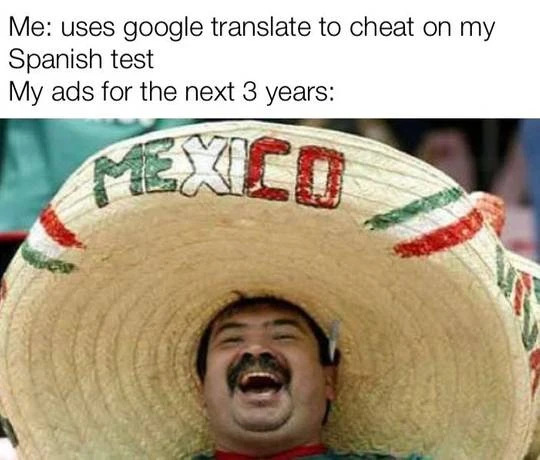 Me: uses google translate to cheat on my
Spanish test
My ads for the next 3 years:
MEXICO